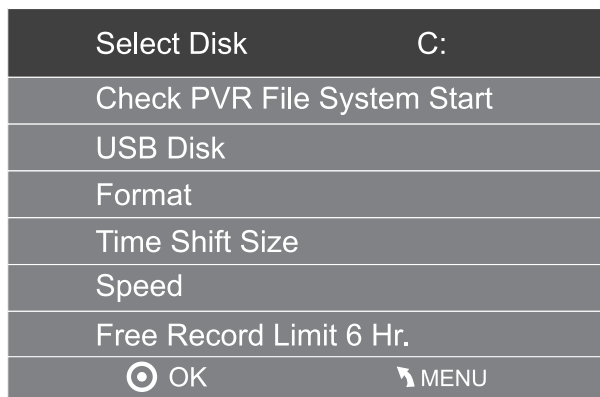 Select Disk C:
Check PVR File System Start
USB Disk
Format
Time Shift Size
Speed
Free Record Limit 6 Hr.
OK MENU